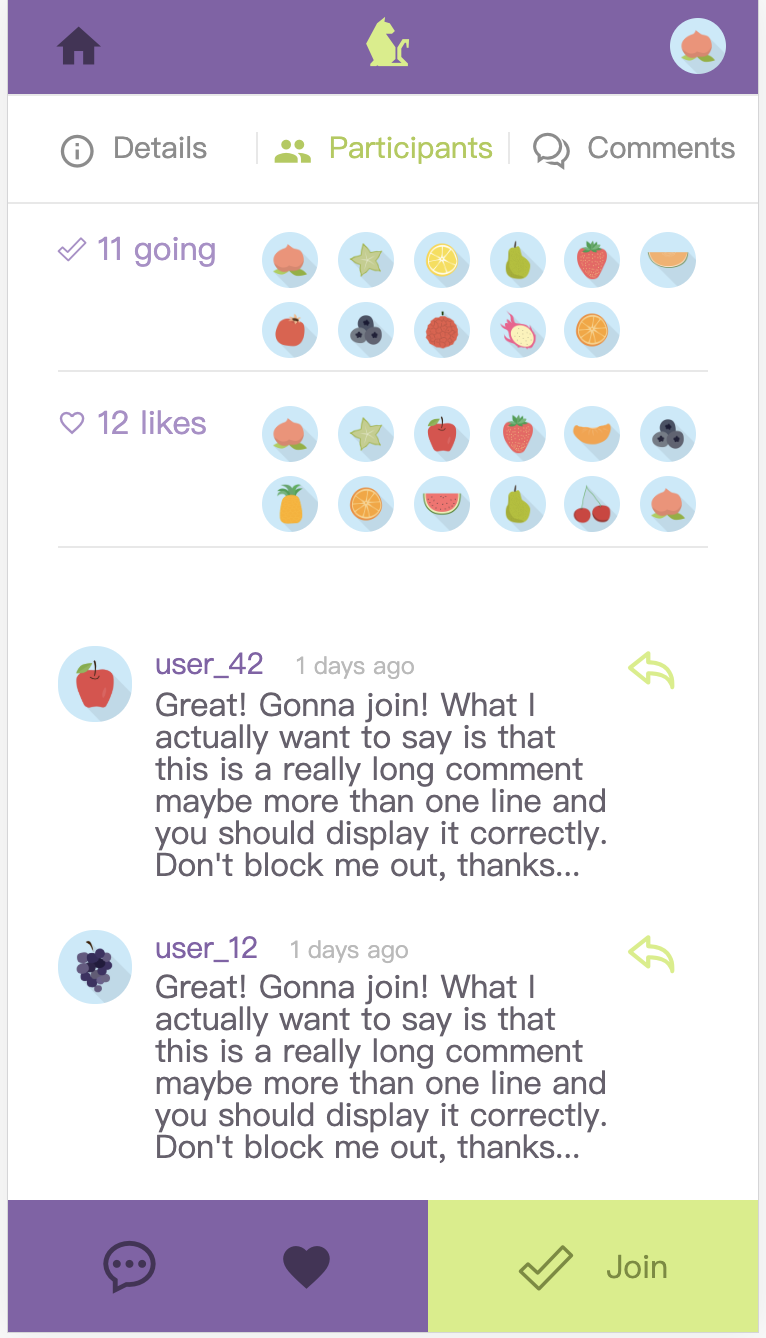 Details
Participants
Comments
11 going
12 likes
user_42 1 days ago
Great! Gonna join! What I
actually want to say is that
this is a really long comment
maybe more than one line and
you should display it correctly.
Don't block me out, thanks...
user_12 1 days ago
Great! Gonna join! What I
actually want to say is that
this is a really long comment
maybe more than one line and
you should display it correctly.
Don't block me out, thanks...
Join